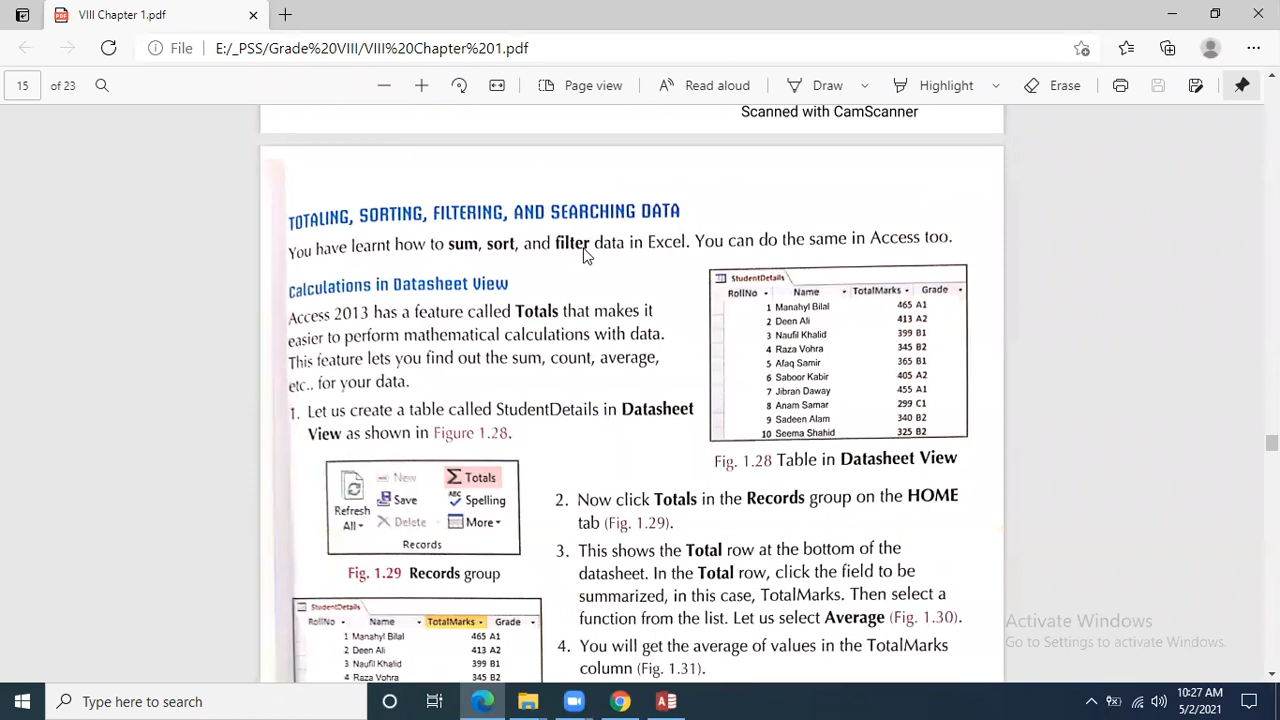 VIII Chapter 1.pdf
File E:/_PSS/Grade%20VIII/VIII%20Chapter%201.pdf
15 of 23 Page view Read aloud Draw Highlight Erase
Scanned with CamScanner
TOTALING, SORTING, FILTERING, AND SEARCHING DATA
You have learnt how to sum, sort, and filter data in Excel. You can do the same in Access too.
Calculations in Datasheet View
Access 2013 has a feature called Totals that makes it
easier to perform mathematical calculations with data.
This feature lets you find out the sum, count, average,
etc., for your data.
1. Let us create a table called StudentDetails in Datasheet
View as shown in Figure 1.28.
StudentDetails
RollNo Name TotalMarks Grade
1 Manahyl Bilal 465 A1
2 Deen Ali 413 A2
3 Naufil Khalid 399 B1
4 Raza Vohra 345 B2
5 Afaq Samir 365 B1
6 Saboor Kabir 405 A2
7 Jibran Daway 455 A1
8 Anam Samar 299 C1
9 Sadeen Alam 340 B2
10 Seema Shahid 325 B2
Fig. 1.28 Table in Datasheet View
New Σ Totals
Refresh All Save ABC Spelling
Delete More
Records
Fig. 1.29 Records group
2. Now click Totals in the Records group on the HOME
tab (Fig. 1.29).
3. This shows the Total row at the bottom of the
datasheet. In the Total row, click the field to be
summarized, in this case, TotalMarks. Then select a
function from the list. Let us select Average (Fig. 1.30).
4. You will get the average of values in the TotalMarks
column (Fig. 1.31).
StudentDetails
RollNo Name TotalMarks Grade
1 Manahyl Bilal 465 A1
2 Deen Ali 413 A2
3 Naufil Khalid 399 B1
4 Raza Vohra 345 B2
Activate Windows
Go to Settings to activate Windows.
Type here to search
10:27 AM
5/2/2021